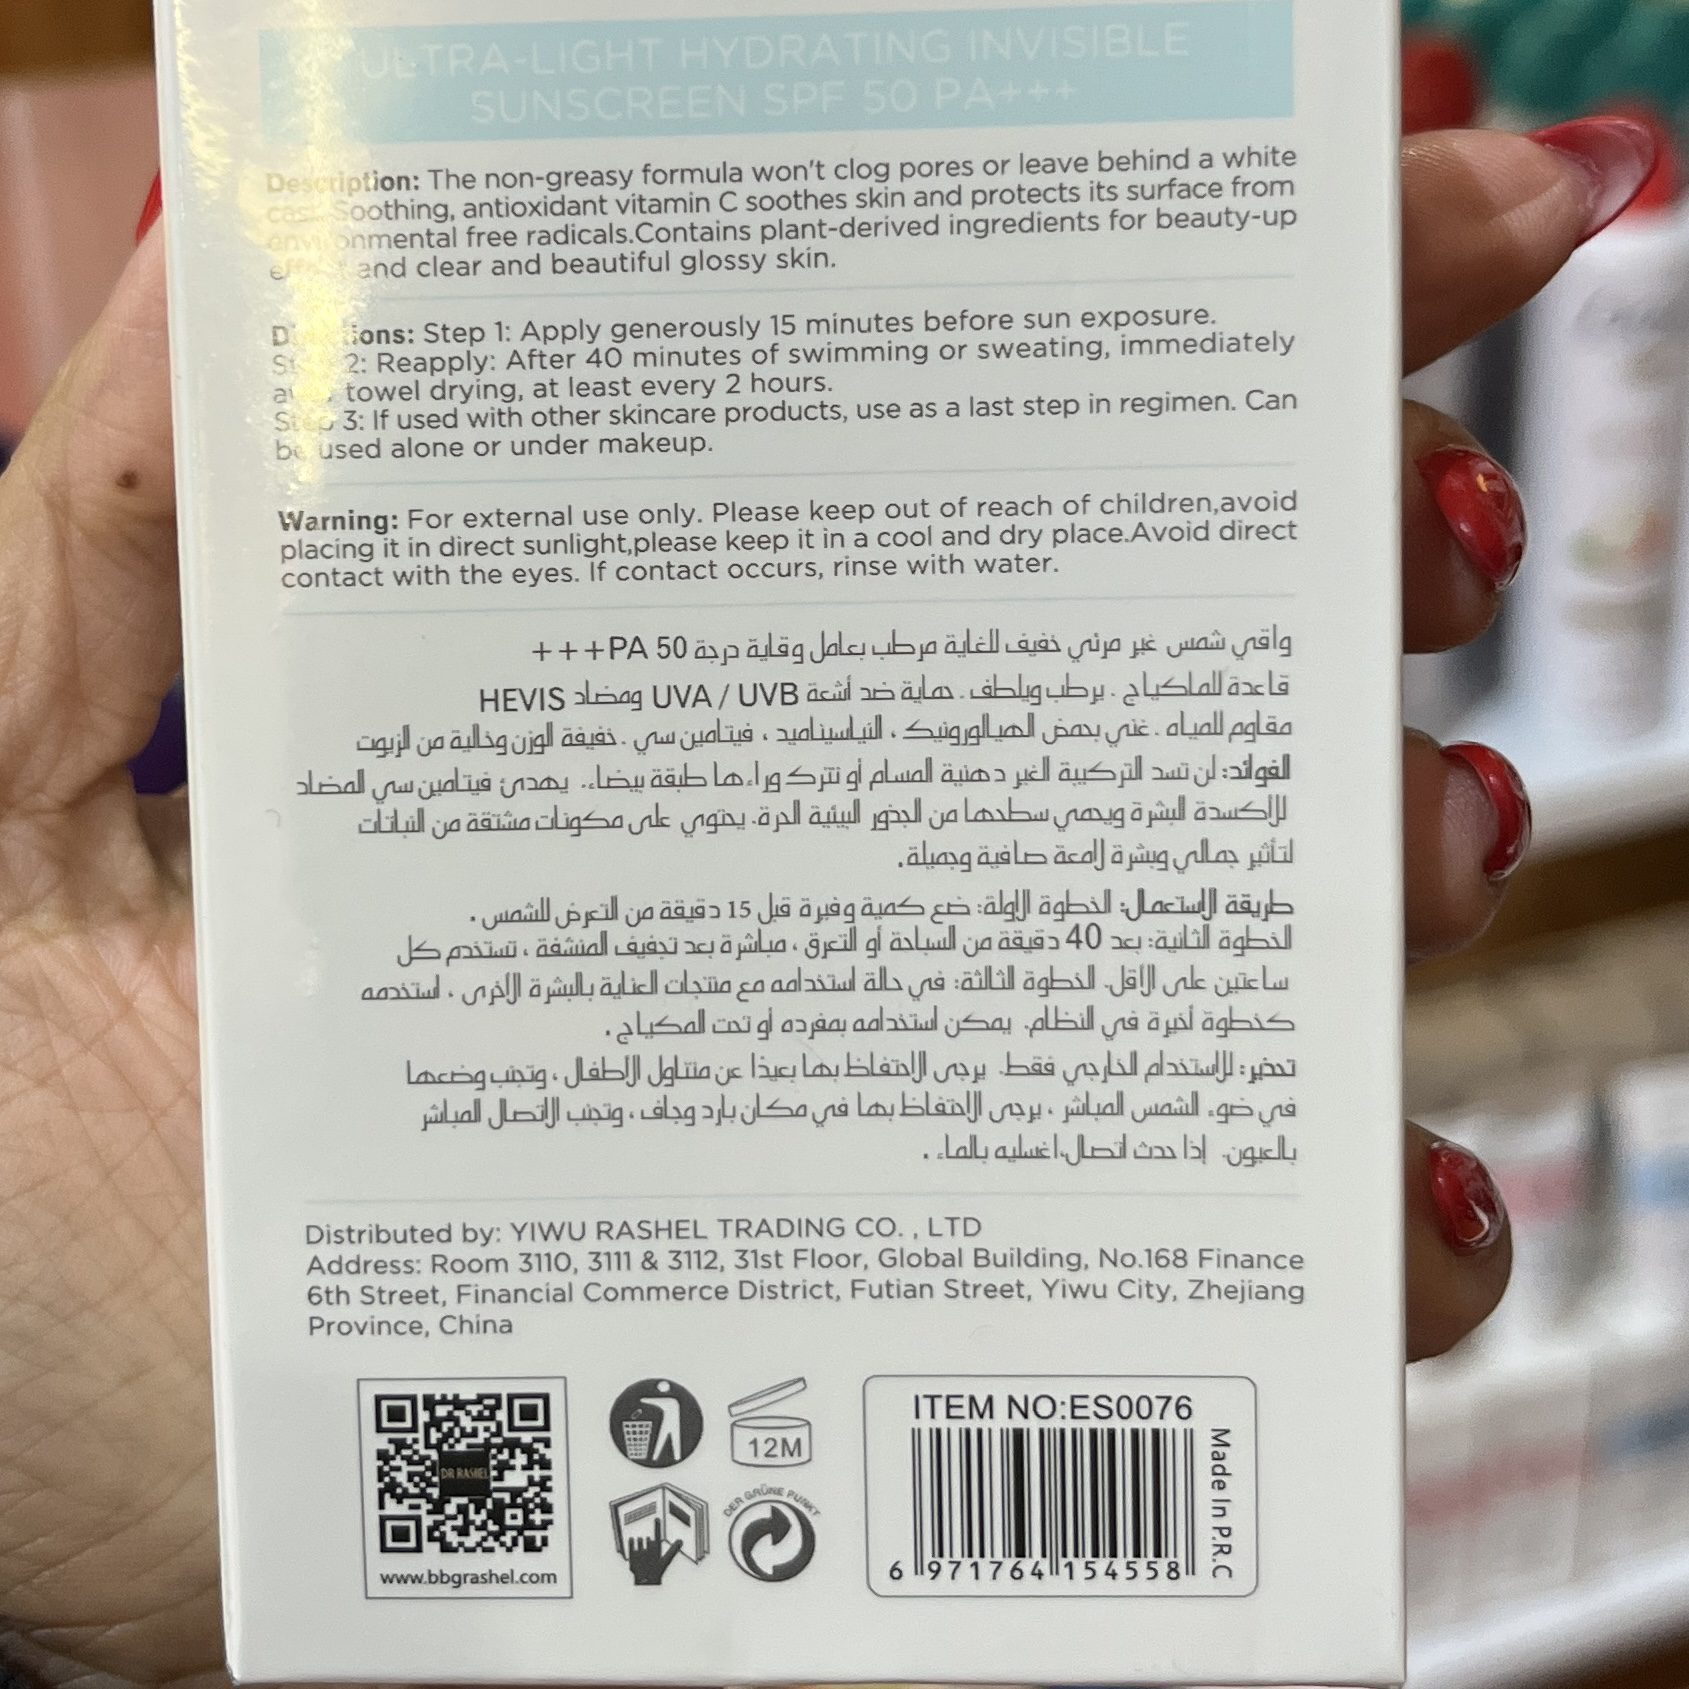 ULTRA-LIGHT HYDRATING INVISIBLE
SUNSCREEN SPF 50 PA+++
Description: The non-greasy formula won't clog pores or leave behind a white
cast. Soothing, antioxidant vitamin C soothes skin and protects its surface from
environmental free radicals.Contains plant-derived ingredients for beauty-up
effect and clear and beautiful glossy skin.
Directions: Step 1: Apply generously 15 minutes before sun exposure.
Step 2: Reapply: After 40 minutes of swimming or sweating, immediately
after towel drying, at least every 2 hours.
Step 3: If used with other skincare products, use as a last step in regimen. Can
be used alone or under makeup.
Warning: For external use only. Please keep out of reach of children,avoid
placing it in direct sunlight,please keep it in a cool and dry place.Avoid direct
contact with the eyes. If contact occurs, rinse with water.
واقي شمس غير مرئي خفيف للغاية مرطب بعامل وقاية درجة 50 PA+++
قاعدة للماكياج . يرطب ويلطف . حماية ضد أشعة UVA / UVB ومضاد HEVIS
مقاوم للمياه . غني بحمض الهيالورونيك ، النياسيناميد ، فيتامين سي . خفيفة الوزن وخالية من الزيوت
الفوائد: لن تسد التركيبة الغير دهنية المسام أو تترك وراءها طبقة بيضاء. يهدئ فيتامين سي المضاد
للأكسدة البشرة ويحمي سطحها من الجذور البيئية الحرة. يحتوي على مكونات مشتقة من النباتات
لتأثير جمالي وبشرة لامعة صافية وجميلة.
طريقة الإستعمال: الخطوة الاولة: ضع كمية وفيرة قبل 15 دقيقة من التعرض للشمس .
الخطوة الثانية: بعد 40 دقيقة من السباحة أو التعرق ، مباشرة بعد تجفيف المنشفة ، تستخدم كل
ساعتين على الأقل. الخطوة الثالثة: في حالة استخدامه مع منتجات العناية بالبشرة الأخرى ، استخدمه
كخطوة أخيرة في النظام. يمكن استخدامه بمفرده أو تحت المكياج .
تحذير: للإستخدام الخارجي فقط. يرجى الاحتفاظ بها بعيدًا عن متناول الأطفال ، وتجنب وضعها
في ضوء الشمس المباشر ، يرجى الاحتفاظ بها في مكان بارد وجاف ، وتجنب الاتصال المباشر
بالعيون. إذا حدث اتصال،اغسليه بالماء .
Distributed by: YIWU RASHEL TRADING CO. , LTD
Address: Room 3110, 3111 & 3112, 31st Floor, Global Building, No.168 Finance
6th Street, Financial Commerce District, Futian Street, Yiwu City, Zhejiang
Province, China
DR RASHEL
www.bbgrashel.com
12M
DER GRÜNE PUNKT
ITEM NO:ES0076
6 971764 154558
Made In P.R.C